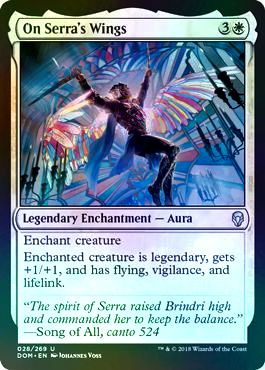 On Serra's Wings 3
Legendary Enchantment — Aura
Enchant creature
Enchanted creature is legendary, gets
+1/+1, and has flying, vigilance, and
lifelink.
"The spirit of Serra raised Brindri high
and commanded her to keep the balance."
—Song of All, canto 524
028/269 U
DOM • EN Johannes Voss
™ & © 2018 Wizards of the Coast